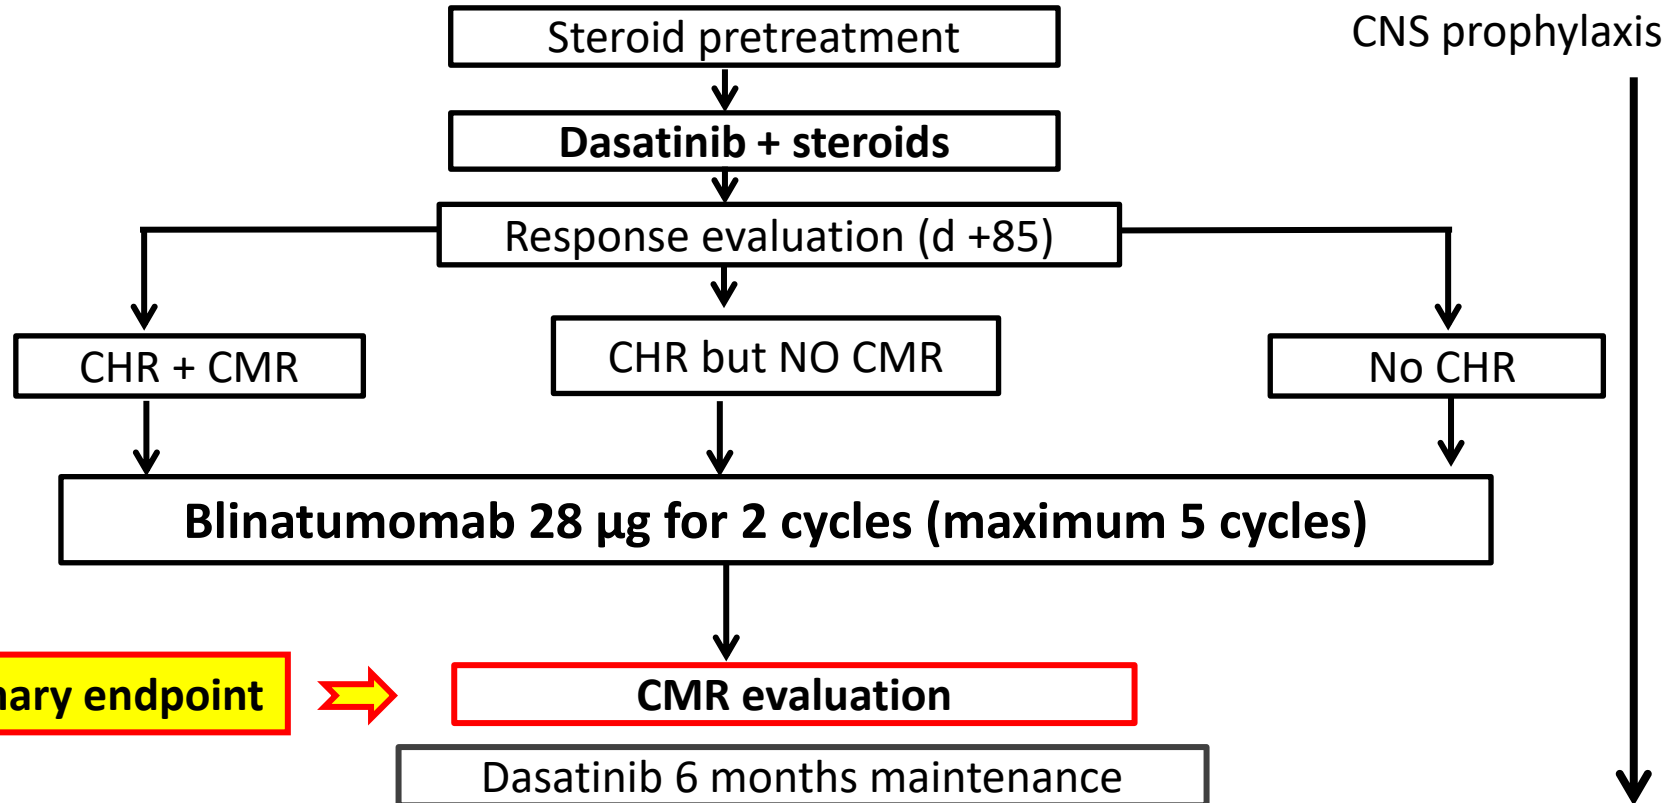 Steroid pretreatment
CNS prophylaxis
Dasatinib + steroids
Response evaluation (d +85)
CHR + CMR
CHR but NO CMR
No CHR
Blinatumomab 28 µg for 2 cycles (maximum 5 cycles)
endpoint
CMR evaluation
Dasatinib 6 months maintenance